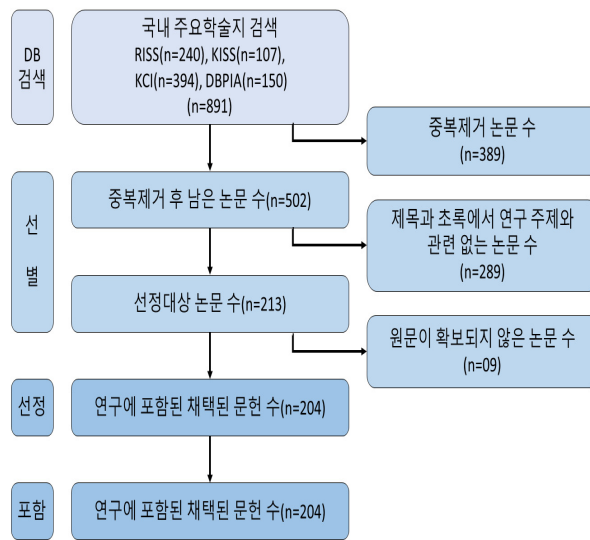 DB
검색
국내 주요학술지 검색
RISS(n=240), KISS(n=107),
KCI(n=394), DBPIA(n=150)
(n=891)
중복제거 논문 수
(n=389)
선
별
중복제거 후 남은 논문 수(n=502)
제목과 초록에서 연구 주제와
관련 없는 논문 수
(n=289)
선정대상 논문 수(n=213)
원문이 확보되지 않은 논문 수
(n=09)
선정
연구에 포함된 채택된 문헌 수(n=204)
포함
연구에 포함된 채택된 문헌 수(n=204)